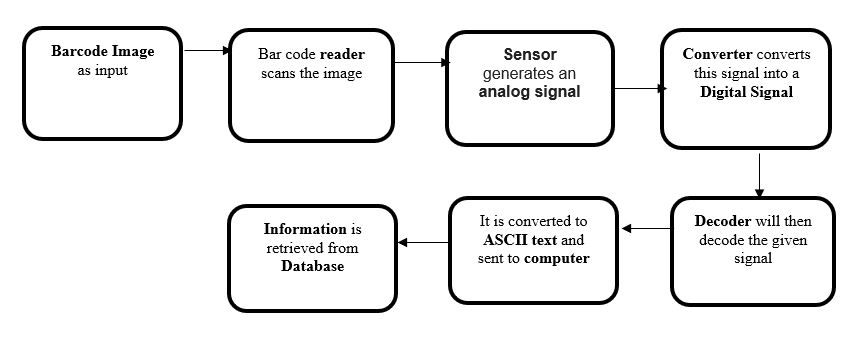 Barcode Image
as input
Bar code reader
scans the image
Sensor
generates an
analog signal
Converter converts
this signal into a
Digital Signal
Decoder will then
decode the given
signal
It is converted to
ASCII text and
sent to computer
Information is
retrieved from
Database